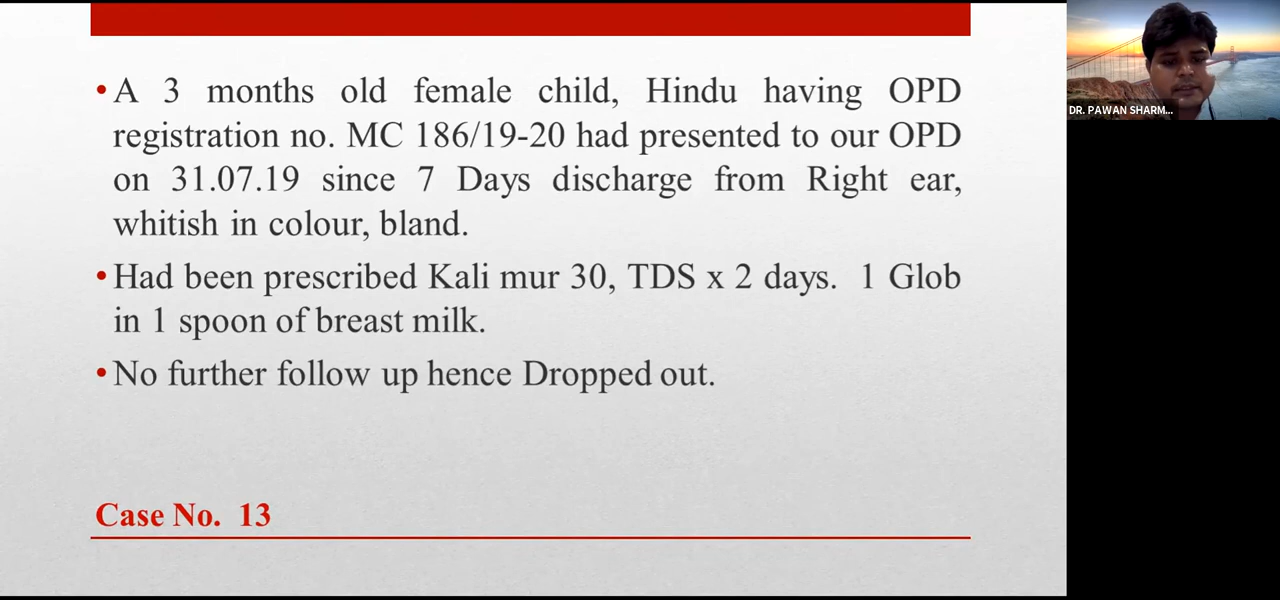 •A 3 months old female child, Hindu having OPD
registration no. MC 186/19-20 had presented to our OPD
on 31.07.19 since 7 Days discharge from Right ear,
whitish in colour, bland.
•Had been prescribed Kali mur 30, TDS x 2 days. 1 Glob
in 1 spoon of breast milk.
•No further follow up hence Dropped out.
Case No. 13
DR. PAWAN SHARM...